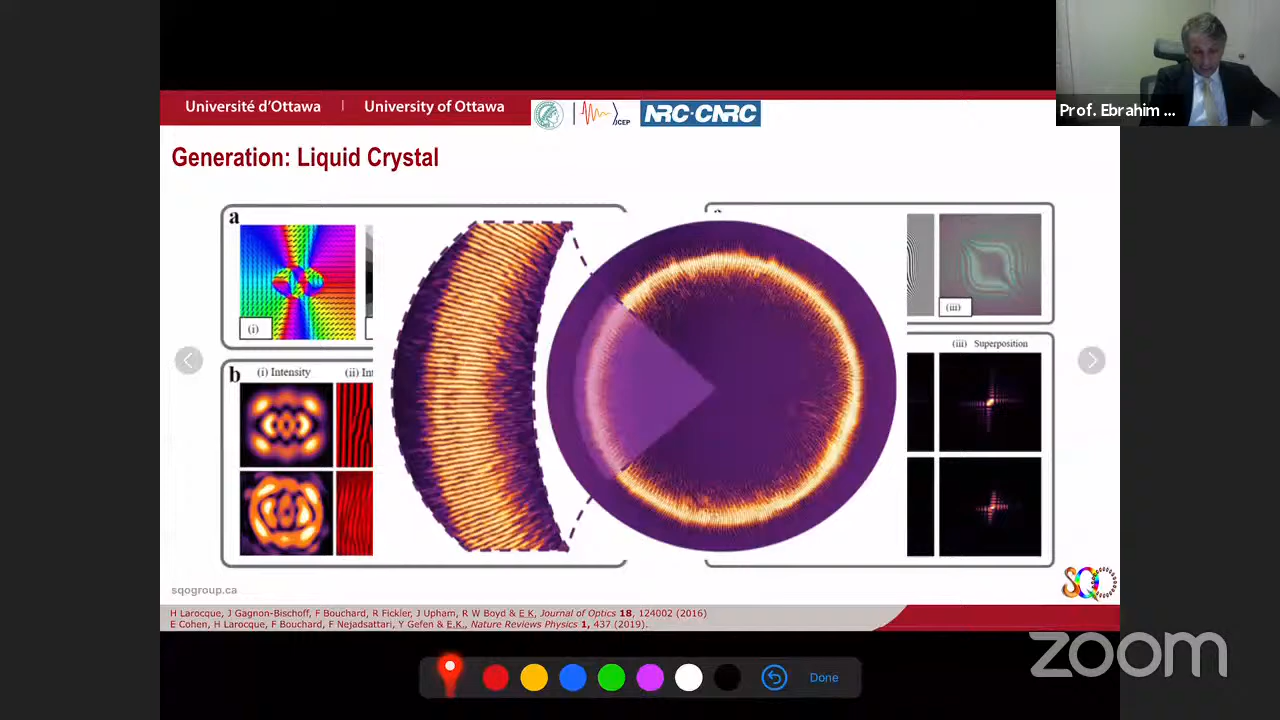 Université d'Ottawa | University of Ottawa
JCEP
NRC·CNRC
Prof. Ebrahim ...
Generation: Liquid Crystal
a
(i)
(iii)
b
(i) Intensity
(ii) Int
(iii) Superposition
SQO
sqogroup.ca
H Larocque, J Gagnon-Bischoff, F Bouchard, R Fickler, J Upham, R W Boyd & E K, Journal of Optics 18, 124002 (2016)
E Cohen, H Larocque, F Bouchard, F Nejadsattari, Y Gefen & E.K., Nature Reviews Physics 1, 437 (2019).
zoom
Done